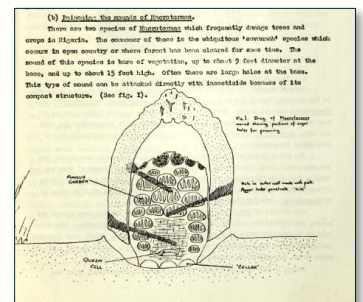 (b) Poisoning the mounds of Macrotermes.
There are two species of Macrotermes which frequently damage trees and
crops in Nigeria. The commoner of these is the ubiquitous 'savannah' species which
occurs in open country or where forest has been cleared for some time. The
mound of this species is bare of vegetation, up to about 9 feet diameter at the
base, and up to about 15 feet high. Often there are large holes at the base.
This type of mound can be attacked directly with insecticide because of its
compact structure. (See fig. I).
Fig. I. Diag. of Macrotermes
mound showing positions of auger
holes for poisoning
FUNGUS
GARDEN
Hole in outer wall made with pick
Auger hole penetrates 'hive'
QUEEN
CELL
'CELLAR'